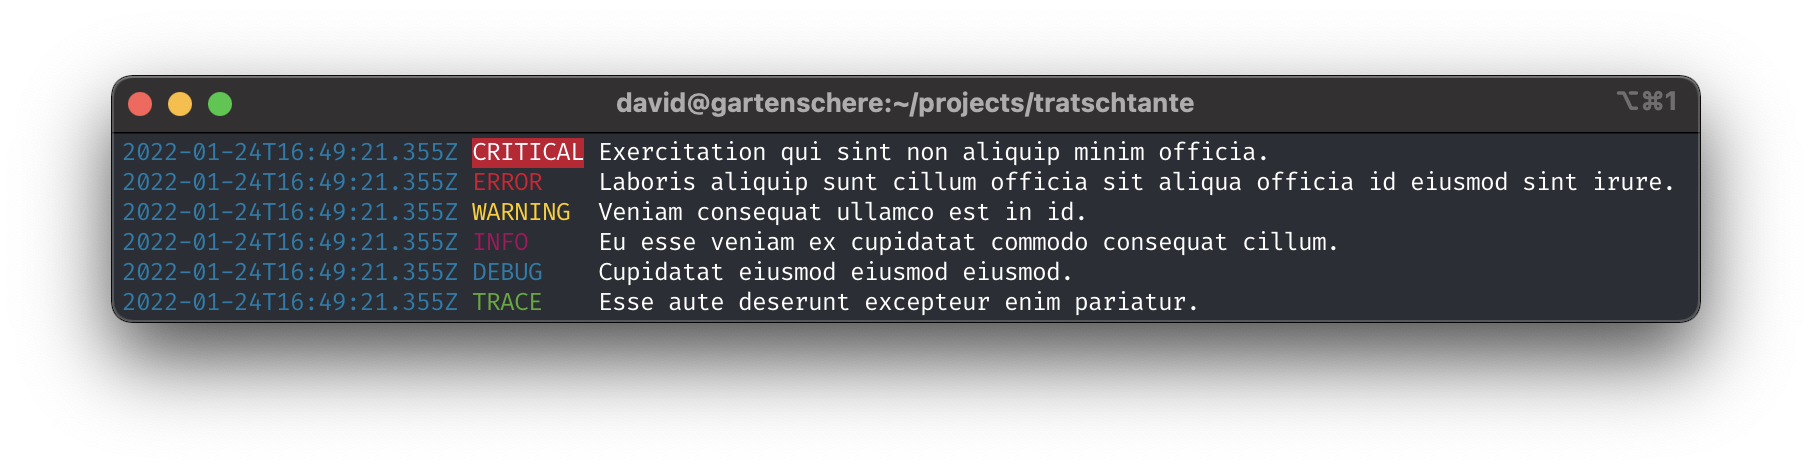 david@gartenschere:~/projects/tratschtante ⌥⌘1
2022-01-24T16:49:21.355Z CRITICAL Exercitation qui sint non aliquip minim officia.
2022-01-24T16:49:21.355Z ERROR    Laboris aliquip sunt cillum officia sit aliqua officia id eiusmod sint irure.
2022-01-24T16:49:21.355Z WARNING  Veniam consequat ullamco est in id.
2022-01-24T16:49:21.355Z INFO     Eu esse veniam ex cupidatat commodo consequat cillum.
2022-01-24T16:49:21.355Z DEBUG    Cupidatat eiusmod eiusmod eiusmod.
2022-01-24T16:49:21.355Z TRACE    Esse aute deserunt excepteur enim pariatur.